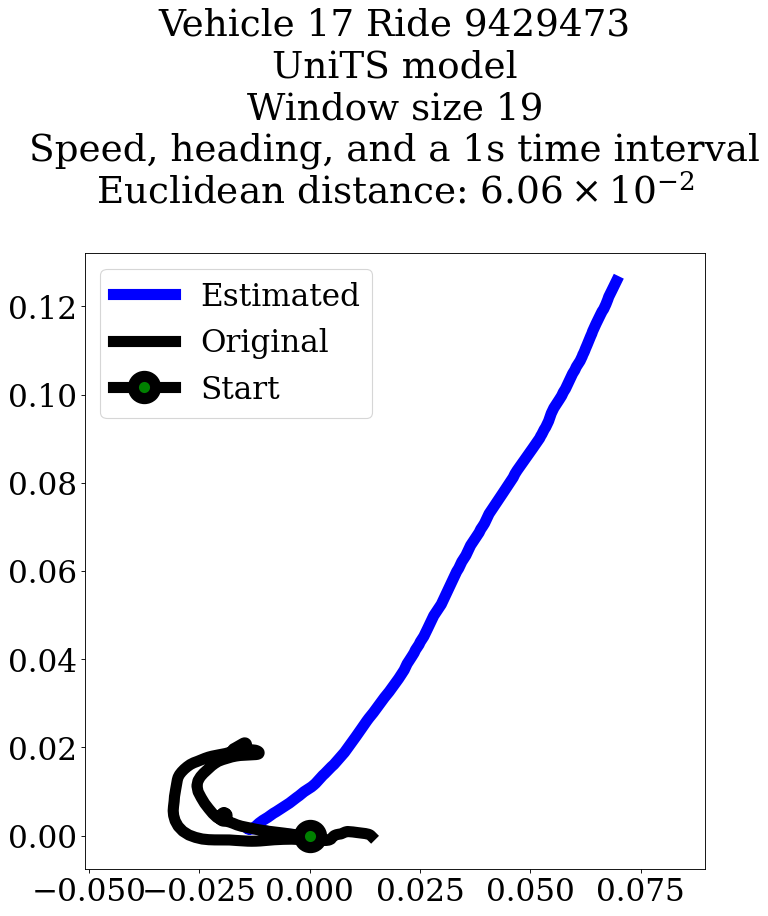 Vehicle 17 Ride 9429473
UniTS model
Window size 19
Speed, heading, and a 1s time interval
Euclidean distance: 6.06 × 10⁻²
Estimated
Original
Start
0.12
0.10
0.08
0.06
0.04
0.02
0.00
−0.050 −0.025 0.000 0.025 0.050 0.075